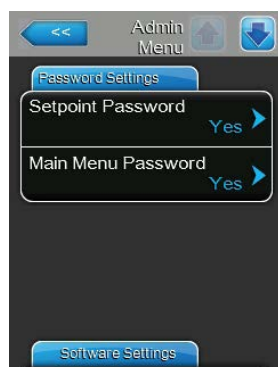 <<
Admin
Menu
Password Settings
Setpoint Password
Yes
Main Menu Password
Yes
Software Settings